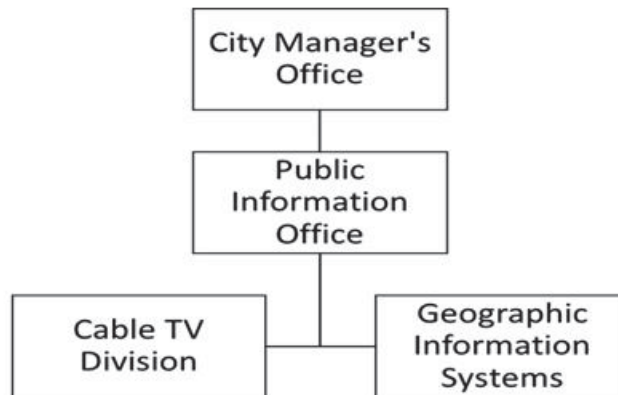 City Manager's
Office
Public
Information
Office
Cable TV
Division
Geographic
Information
Systems